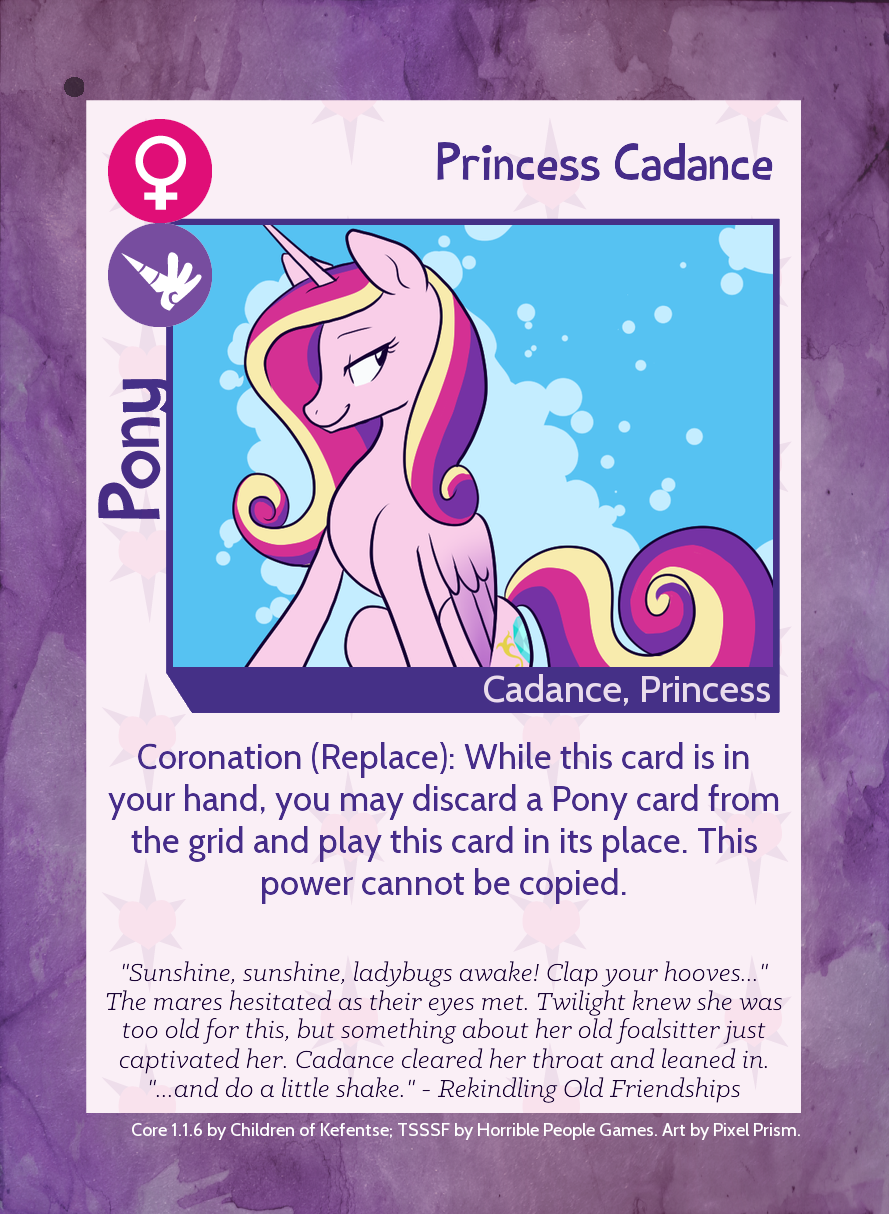 Princess Cadance
Pony
Cadance, Princess
Coronation (Replace): While this card is in
your hand, you may discard a Pony card from
the grid and play this card in its place. This
power cannot be copied.
"Sunshine, sunshine, ladybugs awake! Clap your hooves..."
The mares hesitated as their eyes met. Twilight knew she was
too old for this, but something about her old foalsitter just
captivated her. Cadance cleared her throat and leaned in.
"...and do a little shake." - Rekindling Old Friendships
Core 1.1.6 by Children of Kefentse; TSSSF by Horrible People Games. Art by Pixel Prism.